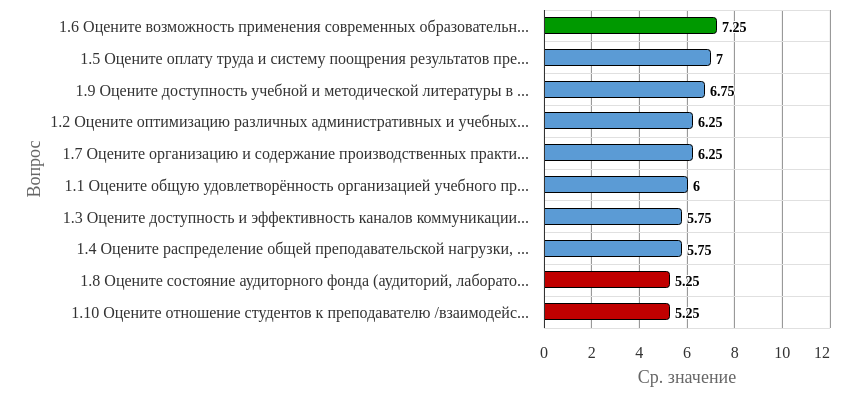 1.6 Оцените возможность применения современных образовательн... 7.25
1.5 Оцените оплату труда и систему поощрения результатов пре... 7
1.9 Оцените доступность учебной и методической литературы в ... 6.75
1.2 Оцените оптимизацию различных административных и учебных... 6.25
1.7 Оцените организацию и содержание производственных практи... 6.25
1.1 Оцените общую удовлетворённость организацией учебного пр... 6
1.3 Оцените доступность и эффективность каналов коммуникации... 5.75
1.4 Оцените распределение общей преподавательской нагрузки, ... 5.75
1.8 Оцените состояние аудиторного фонда (аудиторий, лаборато... 5.25
1.10 Оцените отношение студентов к преподавателю /взаимодейс... 5.25
Вопрос
0 2 4 6 8 10 12
Ср. значение